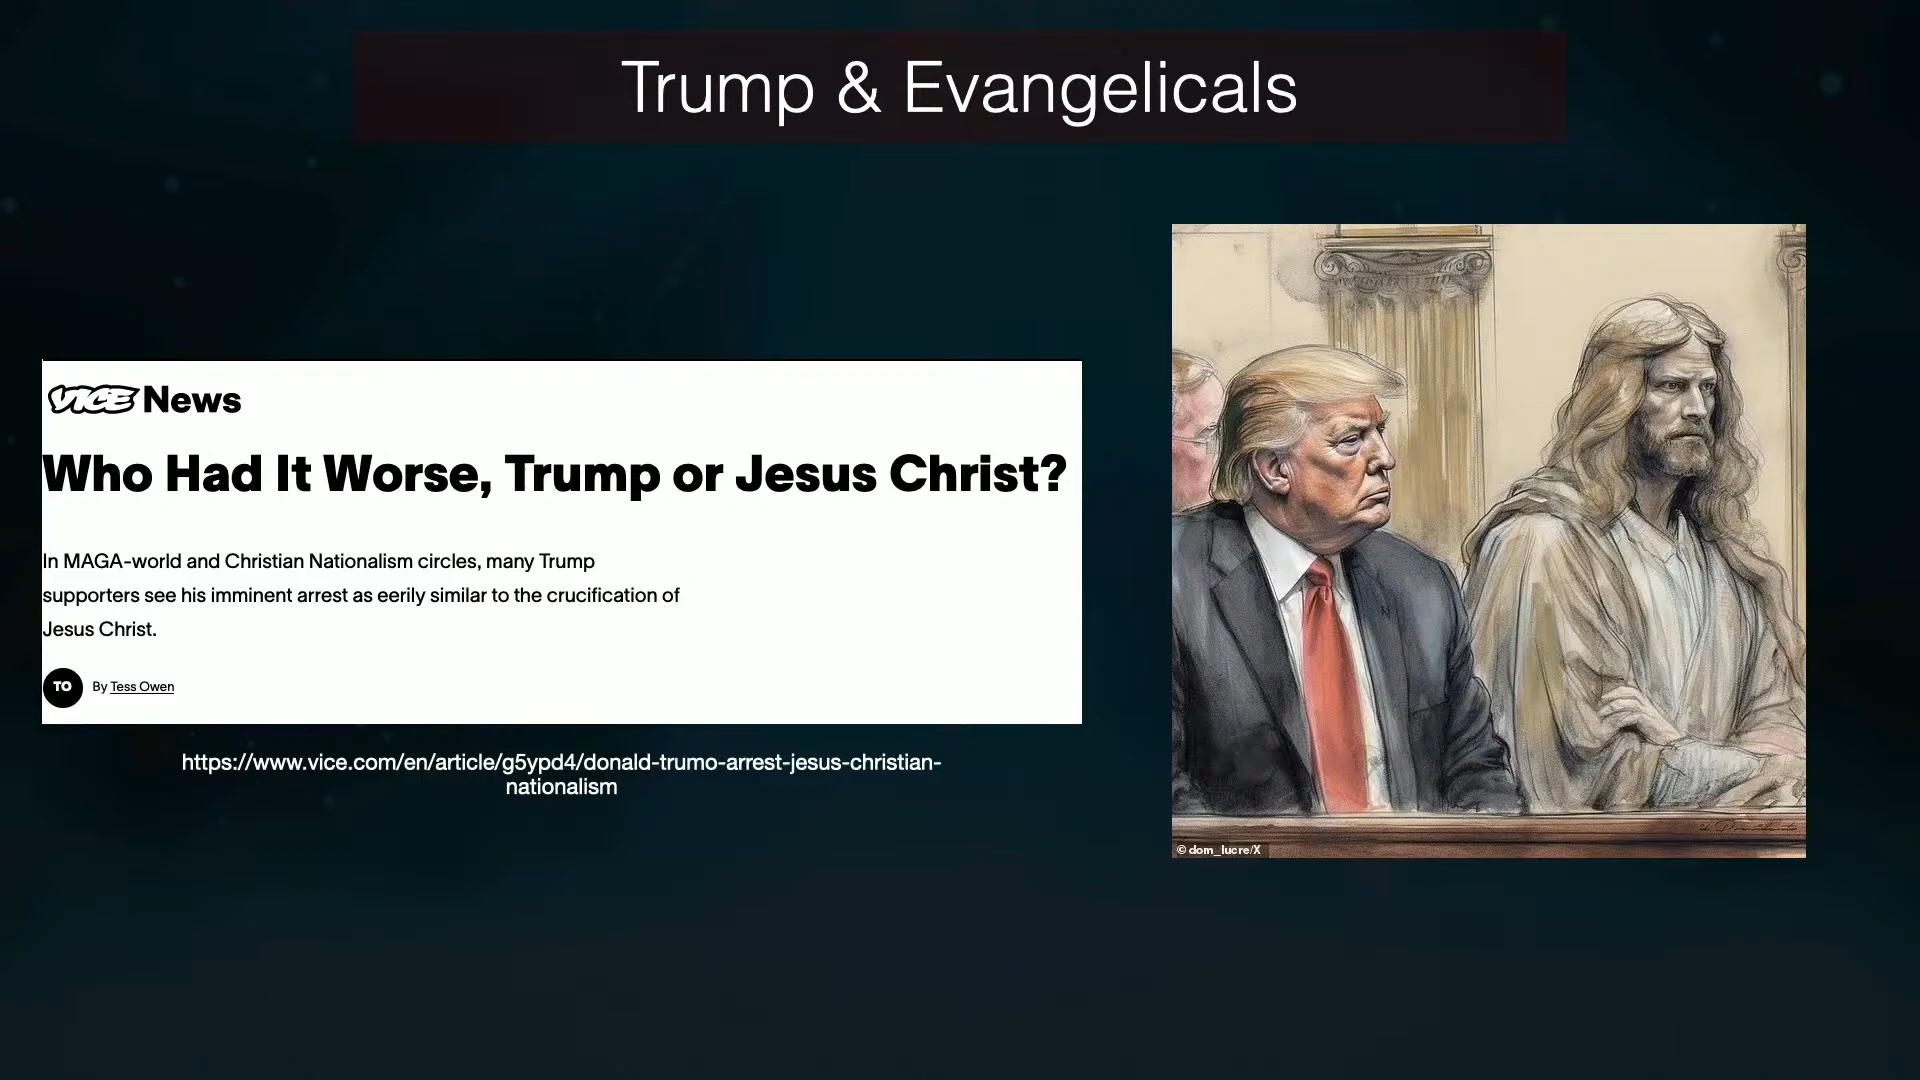 Trump & Evangelicals
VICE News
Who Had It Worse, Trump or Jesus Christ?
In MAGA-world and Christian Nationalism circles, many Trump
supporters see his imminent arrest as eerily similar to the crucification of
Jesus Christ.
TO By Tess Owen
https://www.vice.com/en/article/g5ypd4/donald-trumo-arrest-jesus-christian-
nationalism
© dom_lucre/X